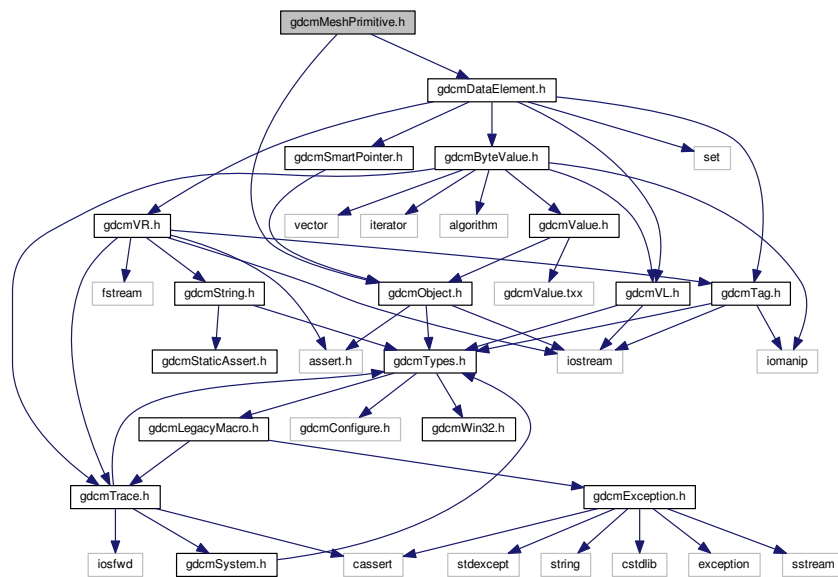 gdcmMeshPrimitive.h
gdcmDataElement.h
gdcmSmartPointer.h
gdcmByteValue.h
set
vector
iterator
algorithm
gdcmValue.h
gdcmVR.h
fstream
gdcmString.h
gdcmObject.h
gdcmValue.txx
gdcmVL.h
gdcmTag.h
gdcmStaticAssert.h
assert.h
gdcmTypes.h
iostream
iomanip
gdcmLegacyMacro.h
gdcmConfigure.h
gdcmWin32.h
gdcmTrace.h
gdcmException.h
iosfwd
gdcmSystem.h
cassert
stdexcept
string
cstdlib
exception
sstream